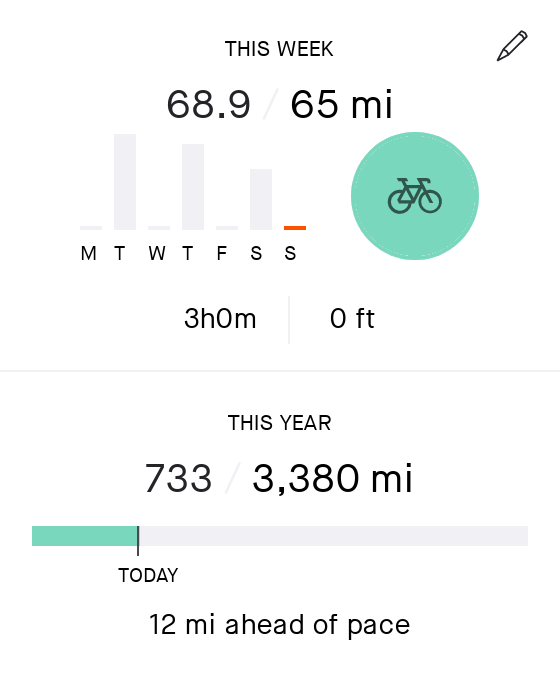 THIS WEEK
68.9 / 65 mi
M T W T F S S
3h0m 0 ft
THIS YEAR
733 / 3,380 mi
TODAY
12 mi ahead of pace